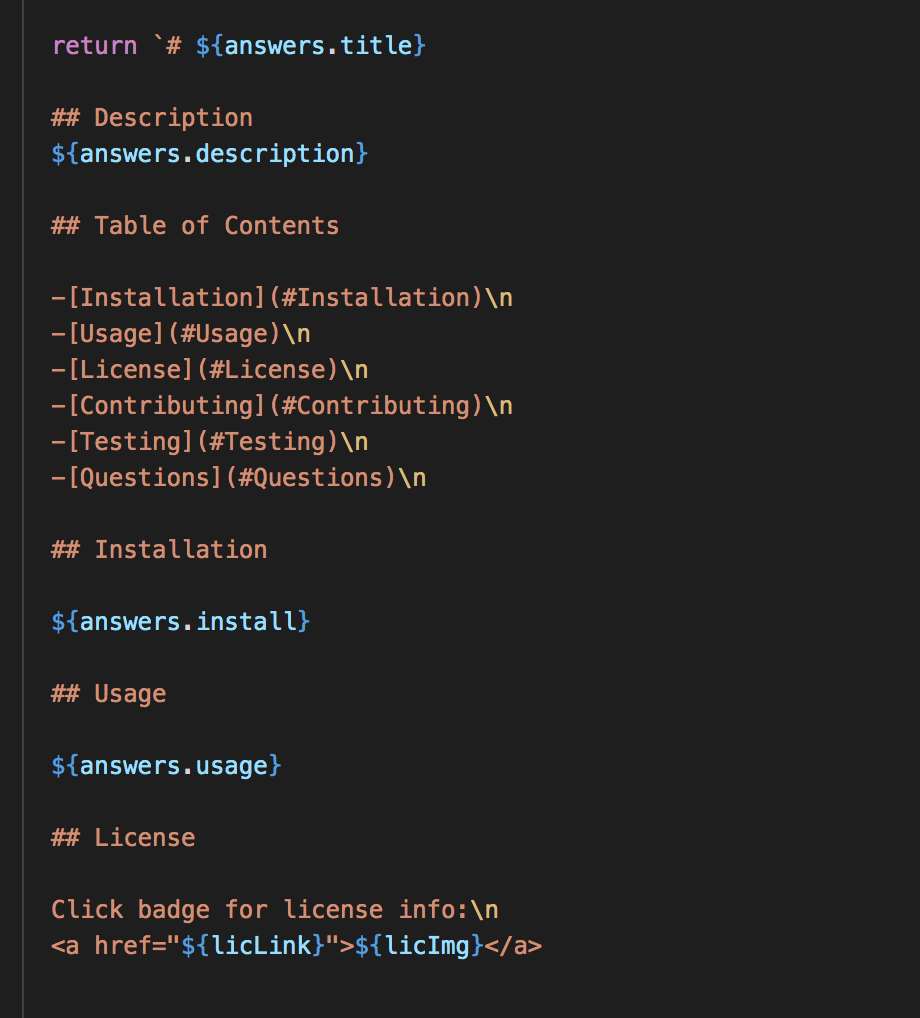 return `# ${answers.title}
## Description
${answers.description}
## Table of Contents
-[Installation](#Installation)\n
-[Usage](#Usage)\n
-[License](#License)\n
-[Contributing](#Contributing)\n
-[Testing](#Testing)\n
-[Questions](#Questions)\n
## Installation
${answers.install}
## Usage
${answers.usage}
## License
Click badge for license info:\n
<a href="${licLink}">${licImg}</a>